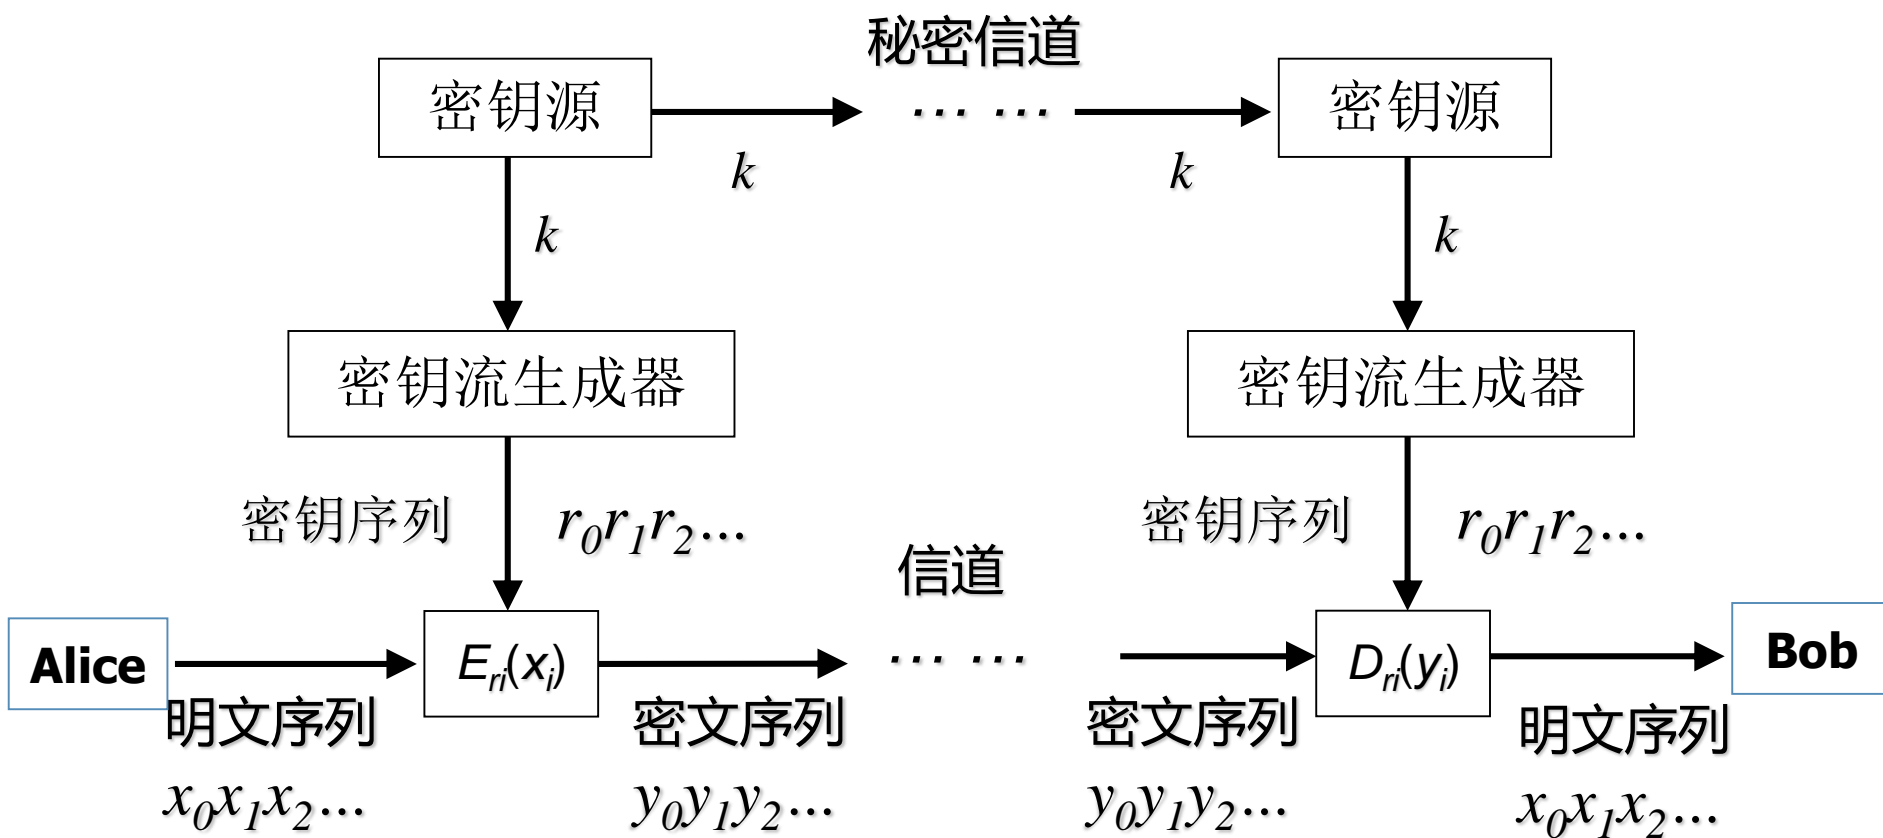 秘密信道
密钥源 …… 密钥源
k k
k k
密钥流生成器 密钥流生成器
密钥序列 r0r1r2... 密钥序列 r0r1r2...
信道
Alice Eri(xi) …… Dri(yi) Bob
明文序列 密文序列 密文序列 明文序列
x0x1x2... y0y1y2... y0y1y2... x0x1x2...